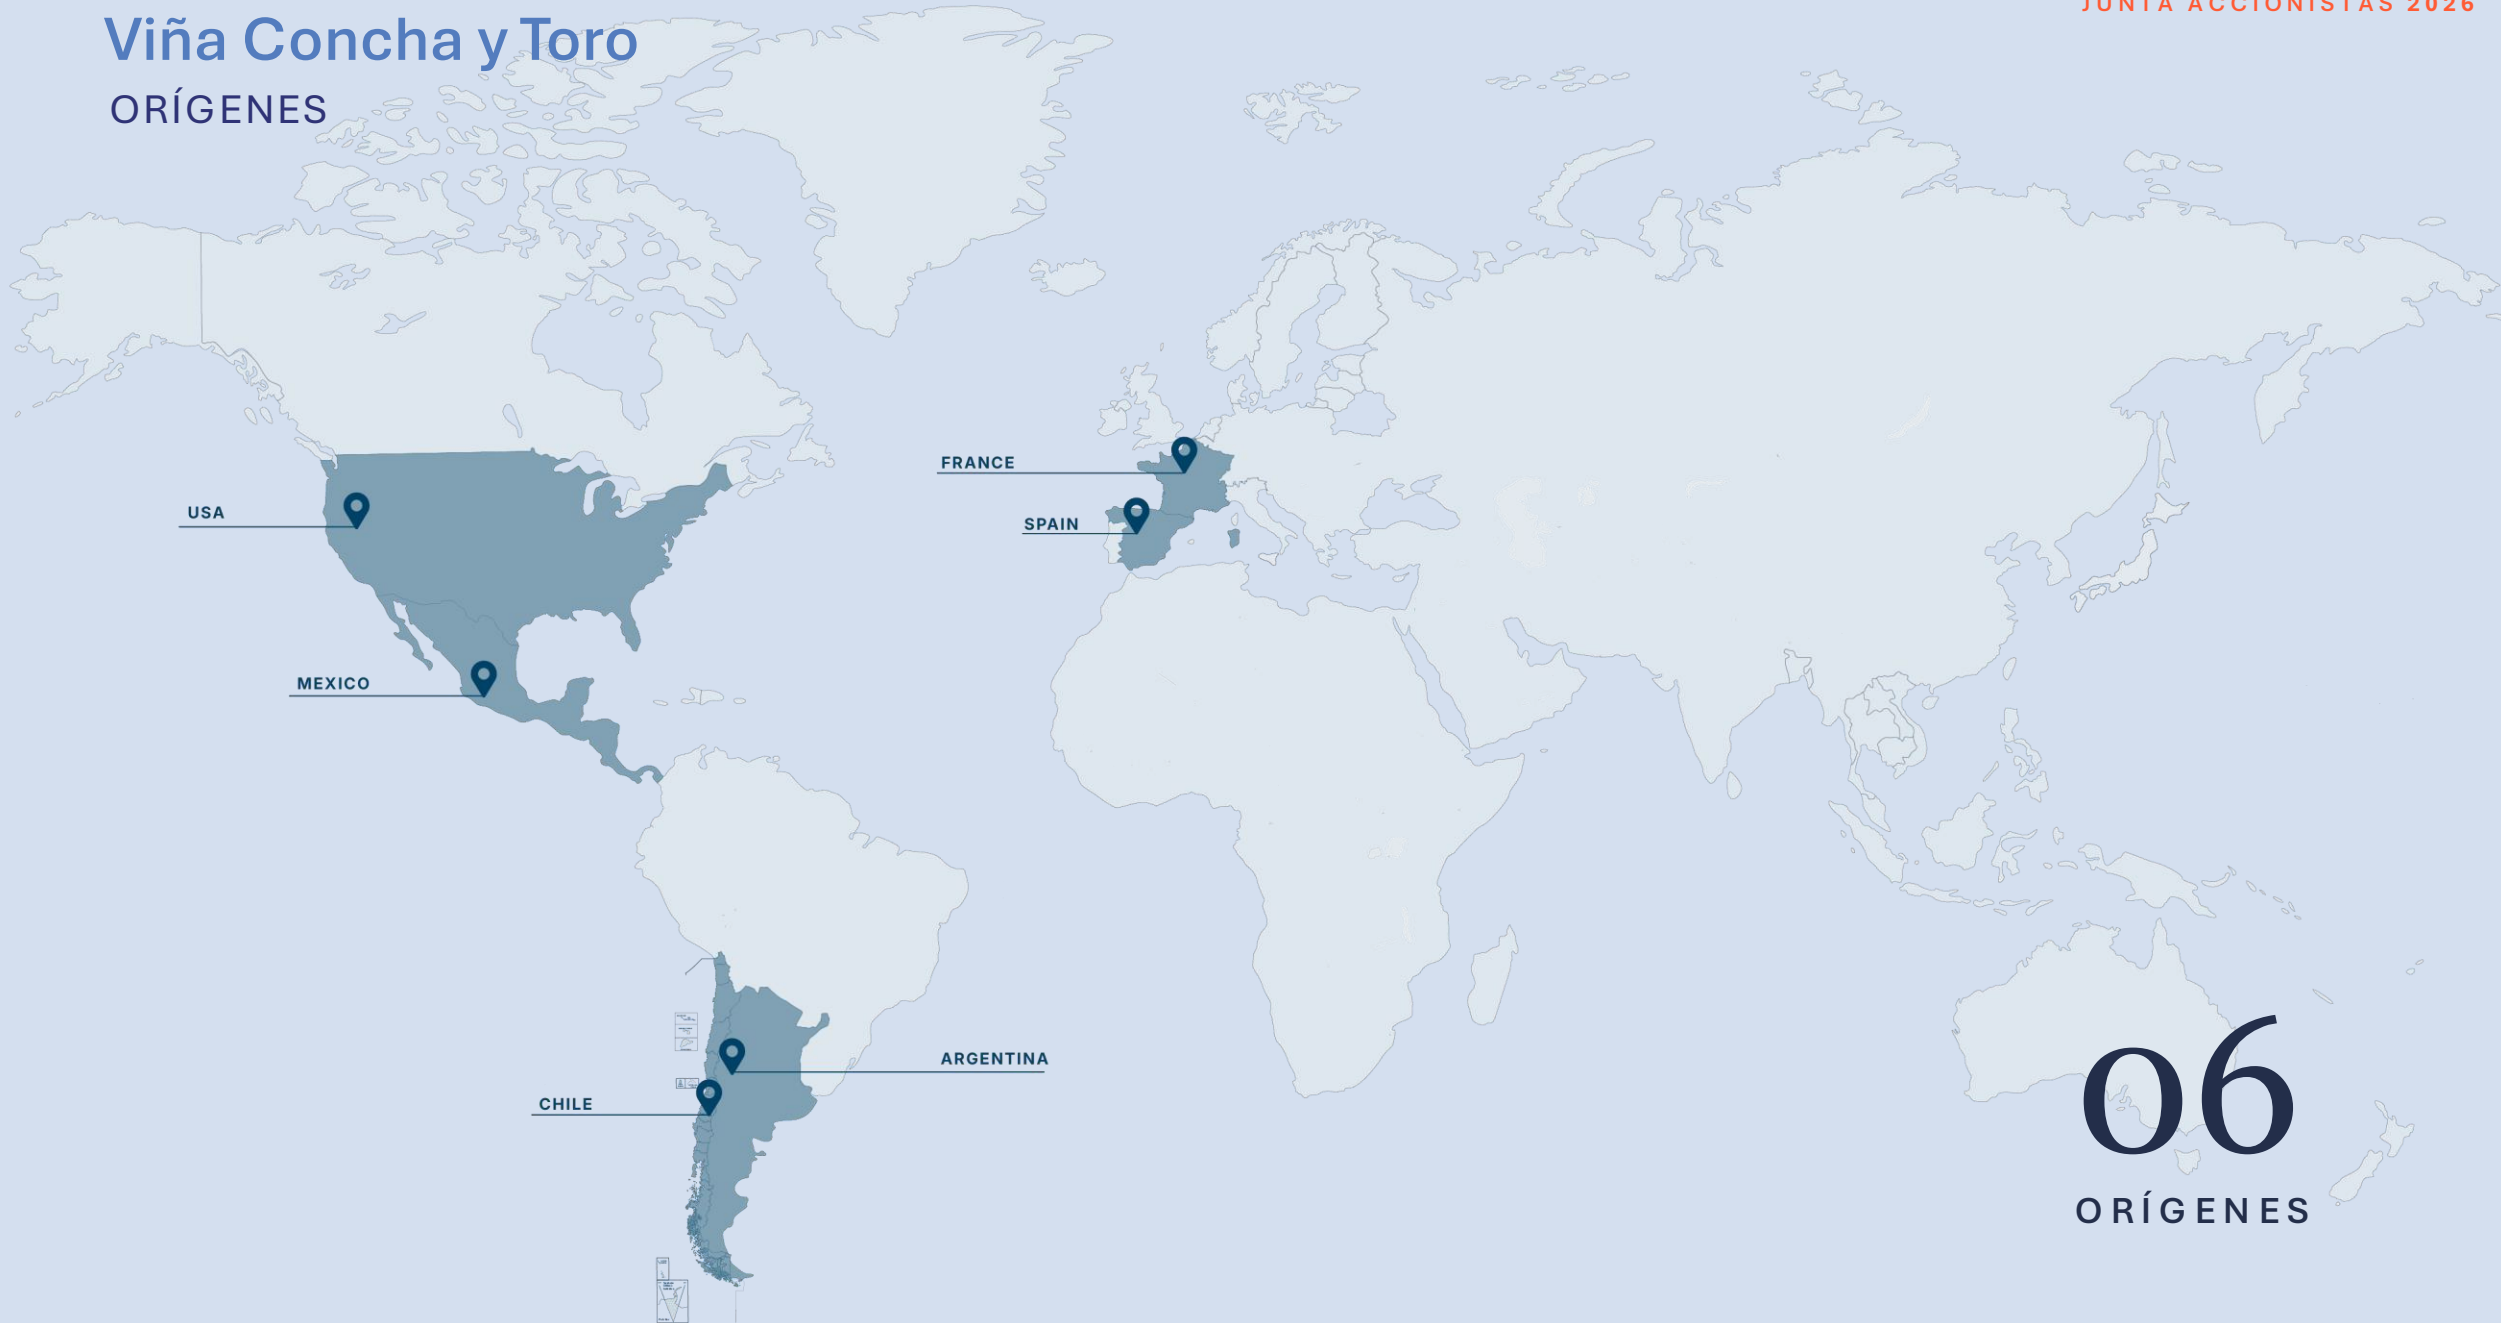 JUNTA ACCIONISTAS 2026
Viña Concha y Toro
ORÍGENES
FRANCE
USA
SPAIN
MEXICO
ARGENTINA
CHILE
06
ORÍGENES